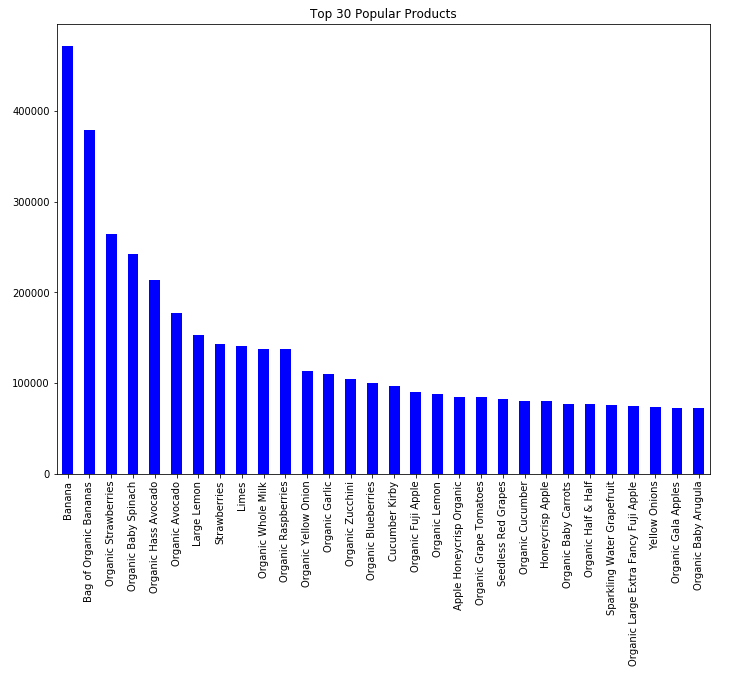 Top 30 Popular Products
400000
300000
200000
100000
0
Banana
Bag of Organic Bananas
Organic Strawberries
Organic Baby Spinach
Organic Hass Avocado
Organic Avocado
Large Lemon
Strawberries
Limes
Organic Whole Milk
Organic Raspberries
Organic Yellow Onion
Organic Garlic
Organic Zucchini
Organic Blueberries
Cucumber Kirby
Organic Fuji Apple
Organic Lemon
Apple Honeycrisp Organic
Organic Grape Tomatoes
Seedless Red Grapes
Organic Cucumber
Honeycrisp Apple
Organic Baby Carrots
Organic Half & Half
Sparkling Water Grapefruit
Organic Large Extra Fancy Fuji Apple
Yellow Onions
Organic Gala Apples
Organic Baby Arugula